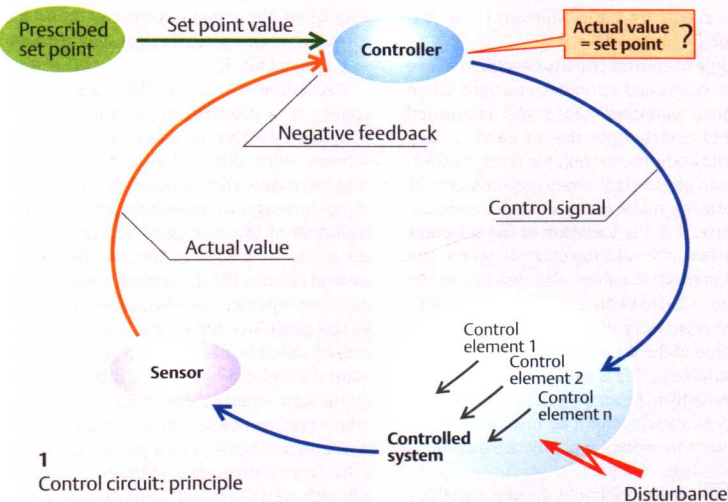 Prescribed
set point
Set point value
Controller
Actual value
= set point ?
Negative feedback
Control signal
Actual value
Control
element 1
Control
element 2
Control
element n
Sensor
Controlled
system
1
Control circuit: principle
Disturbance